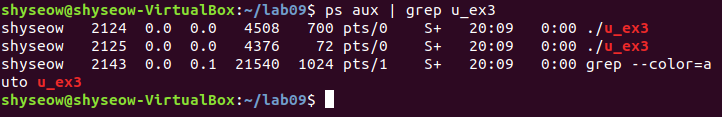 shyseow@shyseow-VirtualBox:~/lab09$ ps aux | grep u_ex3
shyseow   2124  0.0  0.0   4508   700 pts/0    S+   20:09   0:00 ./u_ex3
shyseow   2125  0.0  0.0   4376    72 pts/0    S+   20:09   0:00 ./u_ex3
shyseow   2143  0.0  0.1  21540  1024 pts/1    S+   20:09   0:00 grep --color=a
uto u_ex3
shyseow@shyseow-VirtualBox:~/lab09$